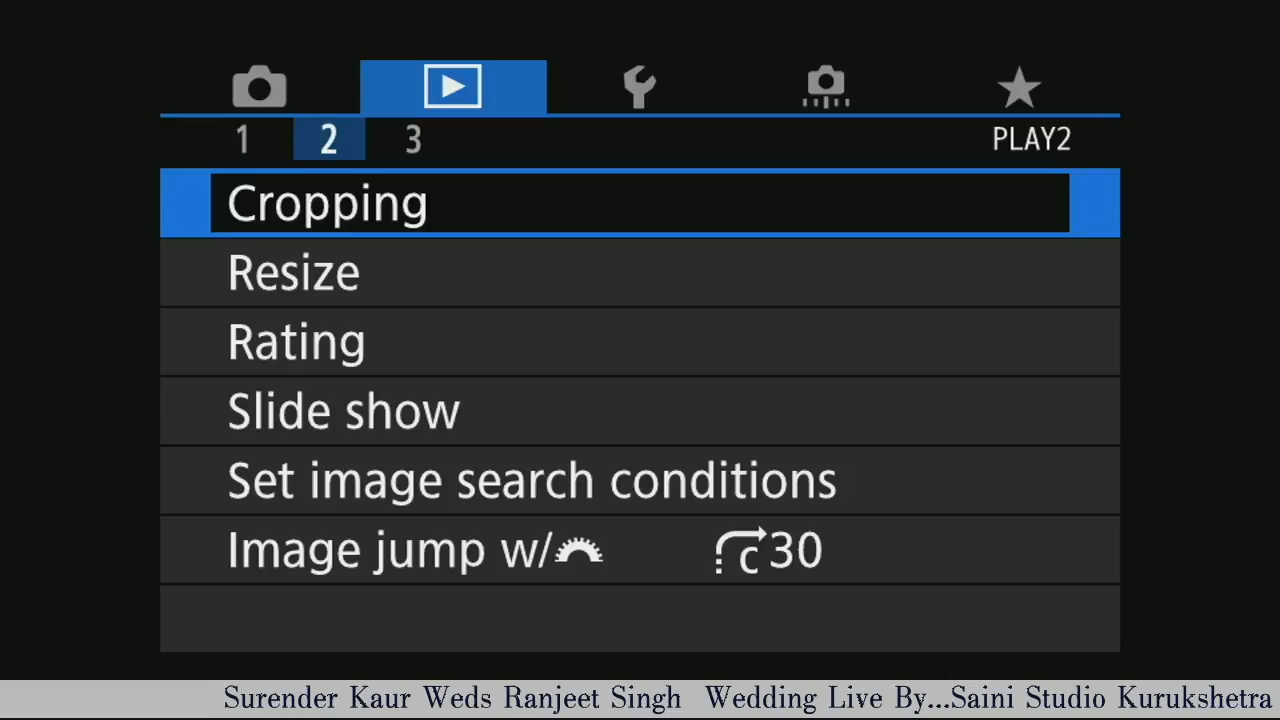 1 2 3 PLAY2
Cropping
Resize
Rating
Slide show
Set image search conditions
Image jump w/ c30
Surender Kaur Weds Ranjeet Singh Wedding Live By...Saini Studio Kurukshetra